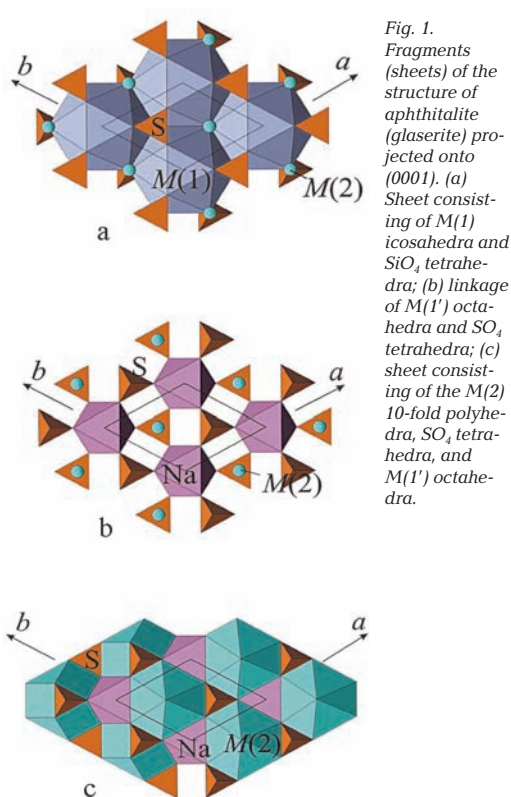 b
a
S
M(1)
M(2)
a
b
a
S
Na
M(2)
b
b
a
S
Na
M(2)
c
Fig. 1.
Fragments
(sheets) of the
structure of
aphthitalite
(glaserite) pro-
jected onto
(0001). (a)
Sheet consist-
ing of M(1)
icosahedra and
SiO₄ tetrahe-
dra; (b) linkage
of M(1') octa-
hedra and SO₄
tetrahedra; (c)
sheet consist-
ing of the M(2)
10-fold polyhe-
dra, SO₄ tetra-
hedra, and
M(1') octahe-
dra.